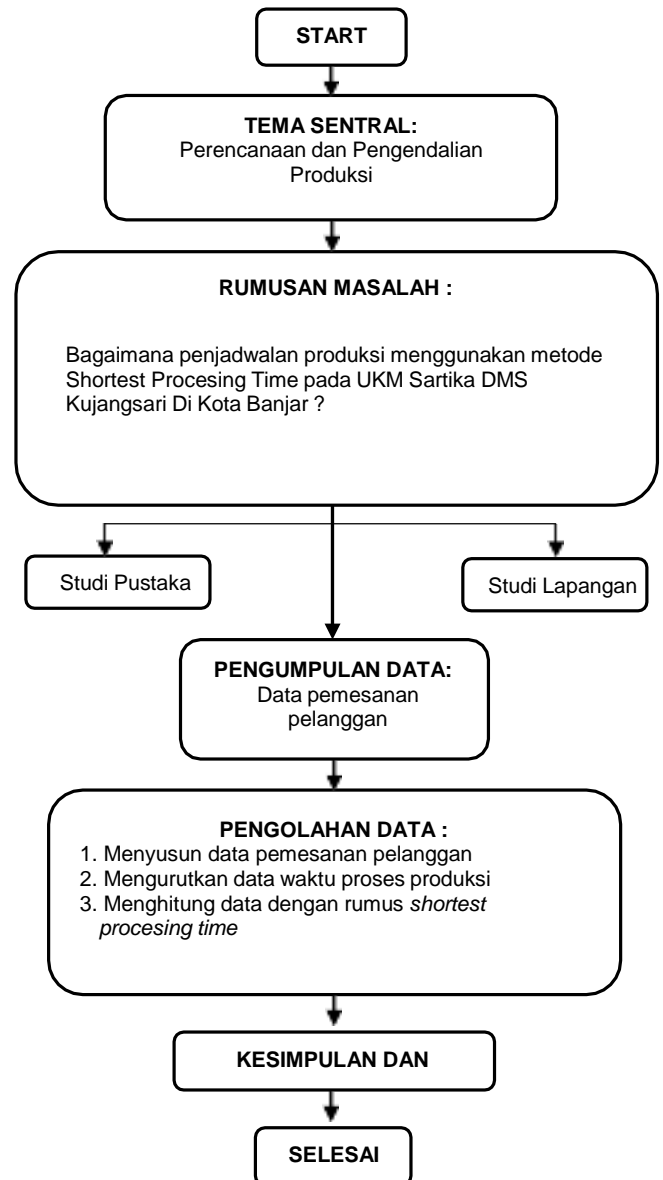 START
TEMA SENTRAL:
Perencanaan dan Pengendalian
Produksi
RUMUSAN MASALAH :
Bagaimana penjadwalan produksi menggunakan metode
Shortest Procesing Time pada UKM Sartika DMS
Kujangsari Di Kota Banjar ?
Studi Pustaka
Studi Lapangan
PENGUMPULAN DATA:
Data pemesanan
pelanggan
PENGOLAHAN DATA :
1. Menyusun data pemesanan pelanggan
2. Mengurutkan data waktu proses produksi
3. Menghitung data dengan rumus shortest
procesing time
KESIMPULAN DAN
SELESAI